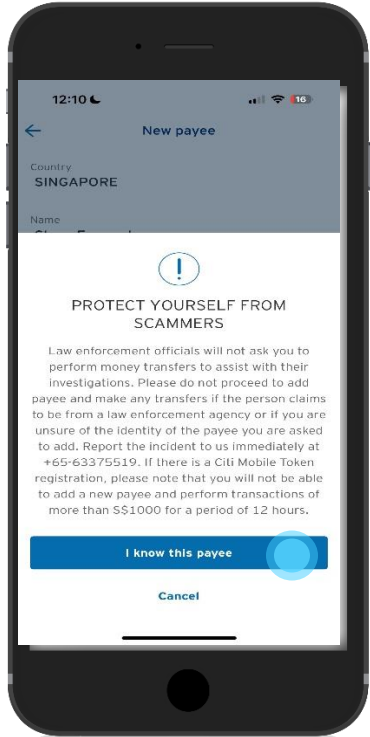 12:10
16
New payee
Country
SINGAPORE
Name
!
PROTECT YOURSELF FROM
SCAMMERS
Law enforcement officials will not ask you to
perform money transfers to assist with their
investigations. Please do not proceed to add
payee and make any transfers if the person claims
to be from a law enforcement agency or if you are
unsure of the identity of the payee you are asked
to add. Report the incident to us immediately at
+65-63375519. If there is a Citi Mobile Token
registration, please note that you will not be able
to add a new payee and perform transactions of
more than S$1000 for a period of 12 hours.
I know this payee
Cancel